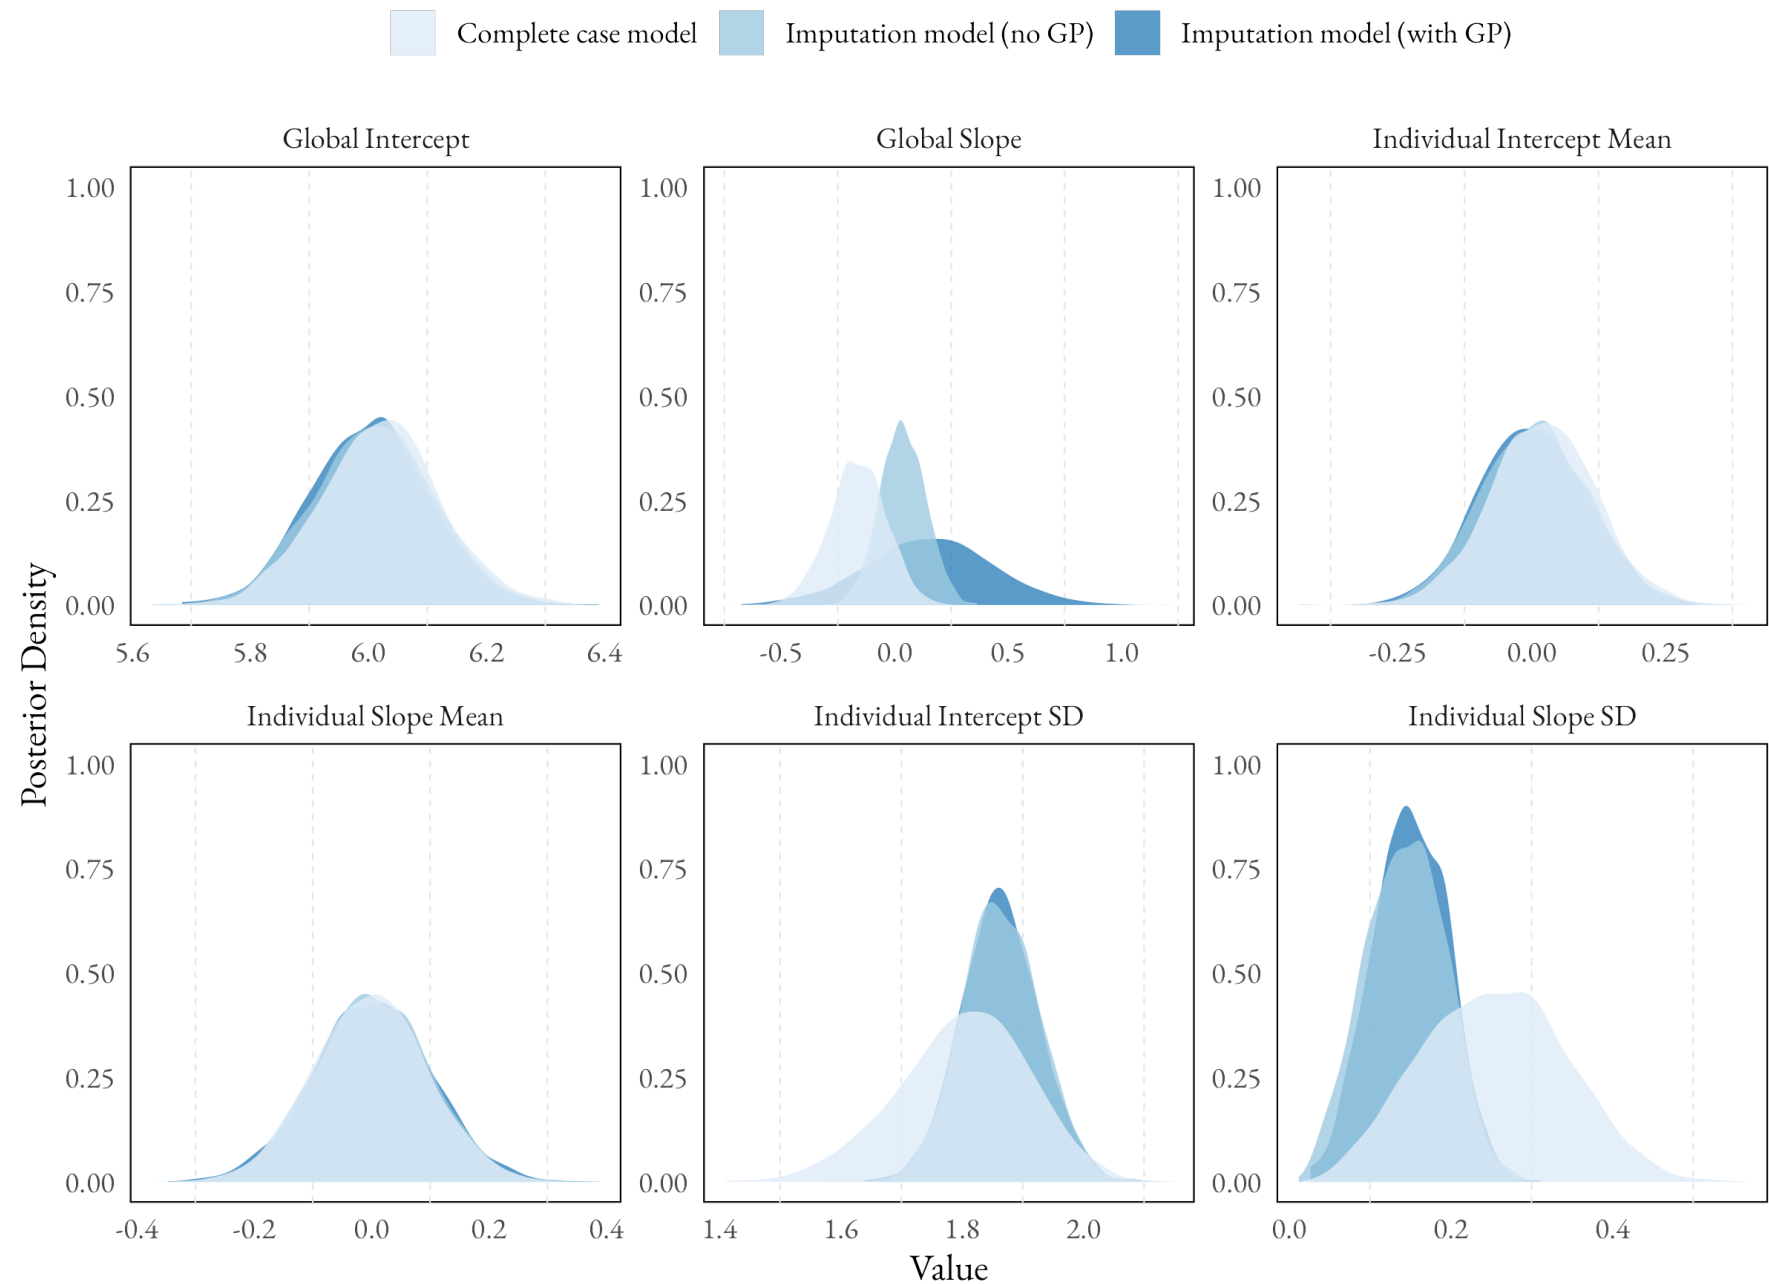 Complete case model Imputation model (no GP) Imputation model (with GP)
Global Intercept Global Slope Individual Intercept Mean
1.00 1.00 1.00
0.75 0.75 0.75
0.50 0.50 0.50
0.25 0.25 0.25
0.00 0.00 0.00
5.6 5.8 6.0 6.2 6.4 -0.5 0.0 0.5 1.0 -0.25 0.00 0.25
Posterior Density
Individual Slope Mean Individual Intercept SD Individual Slope SD
1.00 1.00 1.00
0.75 0.75 0.75
0.50 0.50 0.50
0.25 0.25 0.25
0.00 0.00 0.00
-0.4 -0.2 0.0 0.2 0.4 1.4 1.6 1.8 2.0 0.0 0.2 0.4
Value